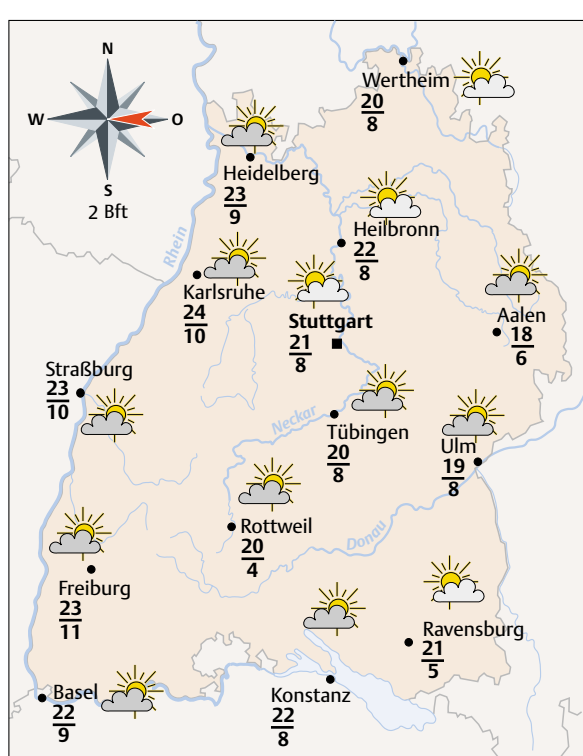 N
W
O
S
2 Bft
Wertheim
20
8
Heidelberg
23
9
Rhein
Heilbronn
22
8
Karlsruhe
24
10
Stuttgart
21
8
Aalen
18
6
Straßburg
23
10
Neckar
Tübingen
20
8
Ulm
19
8
Rottweil
20
4
Donau
Freiburg
23
11
Ravensburg
21
5
Konstanz
22
8
Basel
22
9